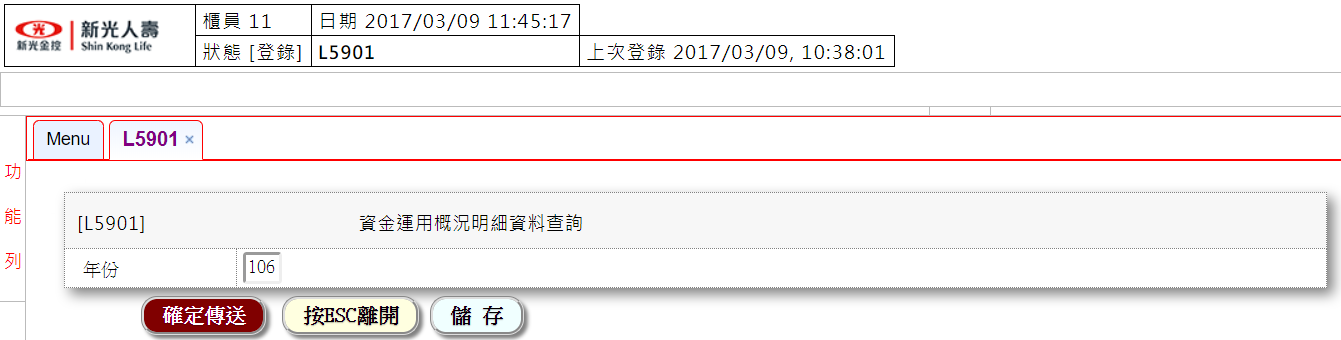 新光金控 新光人壽 Shin Kong Life
櫃員 11 日期 2017/03/09 11:45:17
狀態 [登錄] L5901 上次登錄 2017/03/09, 10:38:01
Menu L5901 ×
功能列
[L5901] 資金運用概況明細資料查詢
年份 106
確定傳送 按ESC離開 儲 存